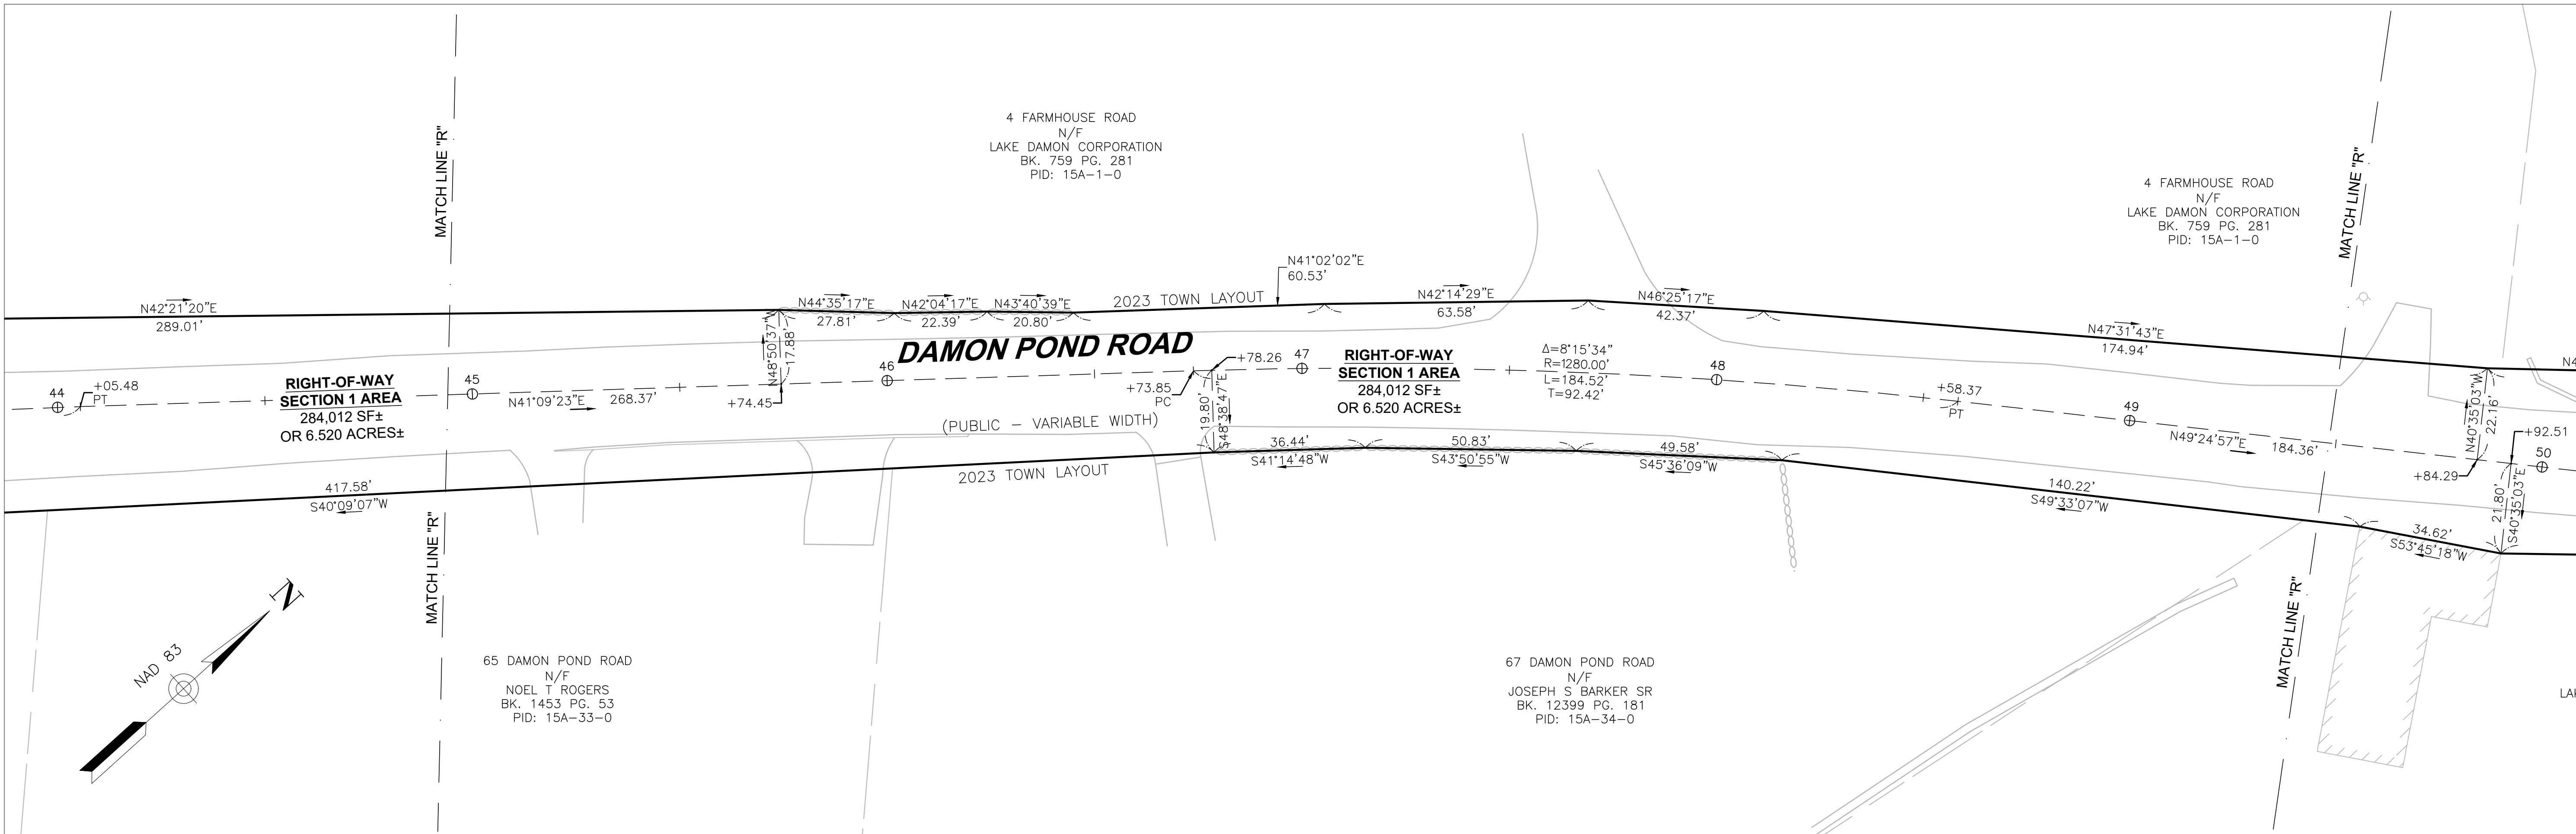 MATCH LINE "R"
4 FARMHOUSE ROAD
N/F
LAKE DAMON CORPORATION
BK. 759 PG. 281
PID: 15A-1-0
4 FARMHOUSE ROAD
N/F
LAKE DAMON CORPORATION
BK. 759 PG. 281
PID: 15A-1-0
MATCH LINE "R"
N42°21'20"E
289.01'
N44°35'17"E
27.81'
N42°04'17"E
22.39'
N43°40'39"E
20.80'
2023 TOWN LAYOUT
N41°02'02"E
60.53'
N42°14'29"E
63.58'
N46°25'17"E
42.37'
N47°31'43"E
174.94'
N4
44
+05.48
PT
RIGHT-OF-WAY
SECTION 1 AREA
284,012 SF±
OR 6.520 ACRES±
45
N41°09'23"E
268.37'
N48°50'37"W
17.88'
+74.45
46
DAMON POND ROAD
(PUBLIC - VARIABLE WIDTH)
+73.85
PC
+78.26
19.80'
S48°38'47"E
47
RIGHT-OF-WAY
SECTION 1 AREA
284,012 SF±
OR 6.520 ACRES±
Δ=8°15'34"
R=1280.00'
L=184.52'
T=92.42'
48
+58.37
PT
49
N49°24'57"E
184.36'
N40°35'03"W
22.16'
+84.29
+92.51
50
21.80'
S40°35'03"E
417.58'
S40°09'07"W
2023 TOWN LAYOUT
36.44'
S41°14'48"W
50.83'
S43°50'55"W
49.58'
S45°36'09"W
140.22'
S49°33'07"W
34.62'
S53°45'18"W
MATCH LINE "R"
MATCH LINE "R"
N
NAD 83
65 DAMON POND ROAD
N/F
NOEL T ROGERS
BK. 1453 PG. 53
PID: 15A-33-0
67 DAMON POND ROAD
N/F
JOSEPH S BARKER SR
BK. 12399 PG. 181
PID: 15A-34-0